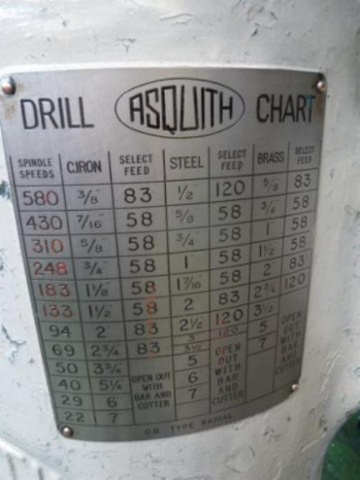 DRILL ASQUITH CHART
SPINDLE SPEEDS C.IRON SELECT FEED STEEL SELECT FEED BRASS SELECT FEED
580 3/8" 83 1/2" 120 5/8" 83
430 7/16" 58 5/8" 58 3/4" 58
310 5/8" 58 3/4" 58 1 58
248 3/4" 58 1 58 1 1/2 58
183 1 1/8 58 1 7/16 58 2 83
133 1 1/2 58 2 83 2 3/4 120
94 2 83 2 1/2 120 3 1/2 OPEN
69 2 3/4 83 3 1/2 120 5 OUT
50 3 3/4 OPEN OUT 5 OPEN OUT 7 WITH
40 5 1/4 WITH 6 WITH BAR
29 6 BAR AND 7 BAR AND AND
22 7 CUTTER CUTTER CUTTER
O.D. TYPE RADIAL